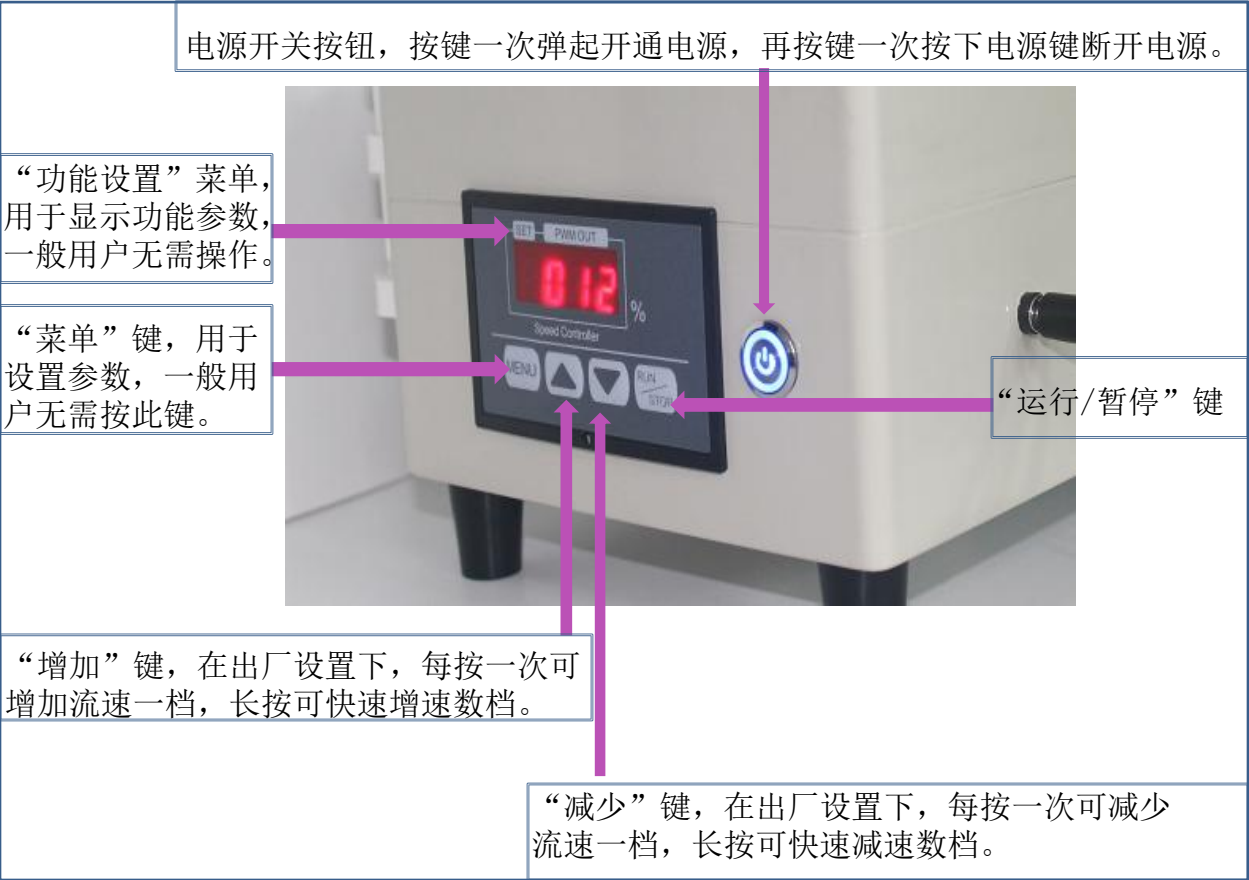 电源开关按钮，按键一次弹起开通电源，再按键一次按下电源键断开电源。
“功能设置”菜单，
用于显示功能参数，
一般用户无需操作。
SET
PWM OUT
012
%
Speed Controller
“菜单”键，用于
设置参数，一般用
户无需按此键。
MENU
RUN
STOP
“运行/暂停”键
“增加”键，在出厂设置下，每按一次可
增加流速一档，长按可快速增速数档。
“减少”键，在出厂设置下，每按一次可减少
流速一档，长按可快速减速数档。